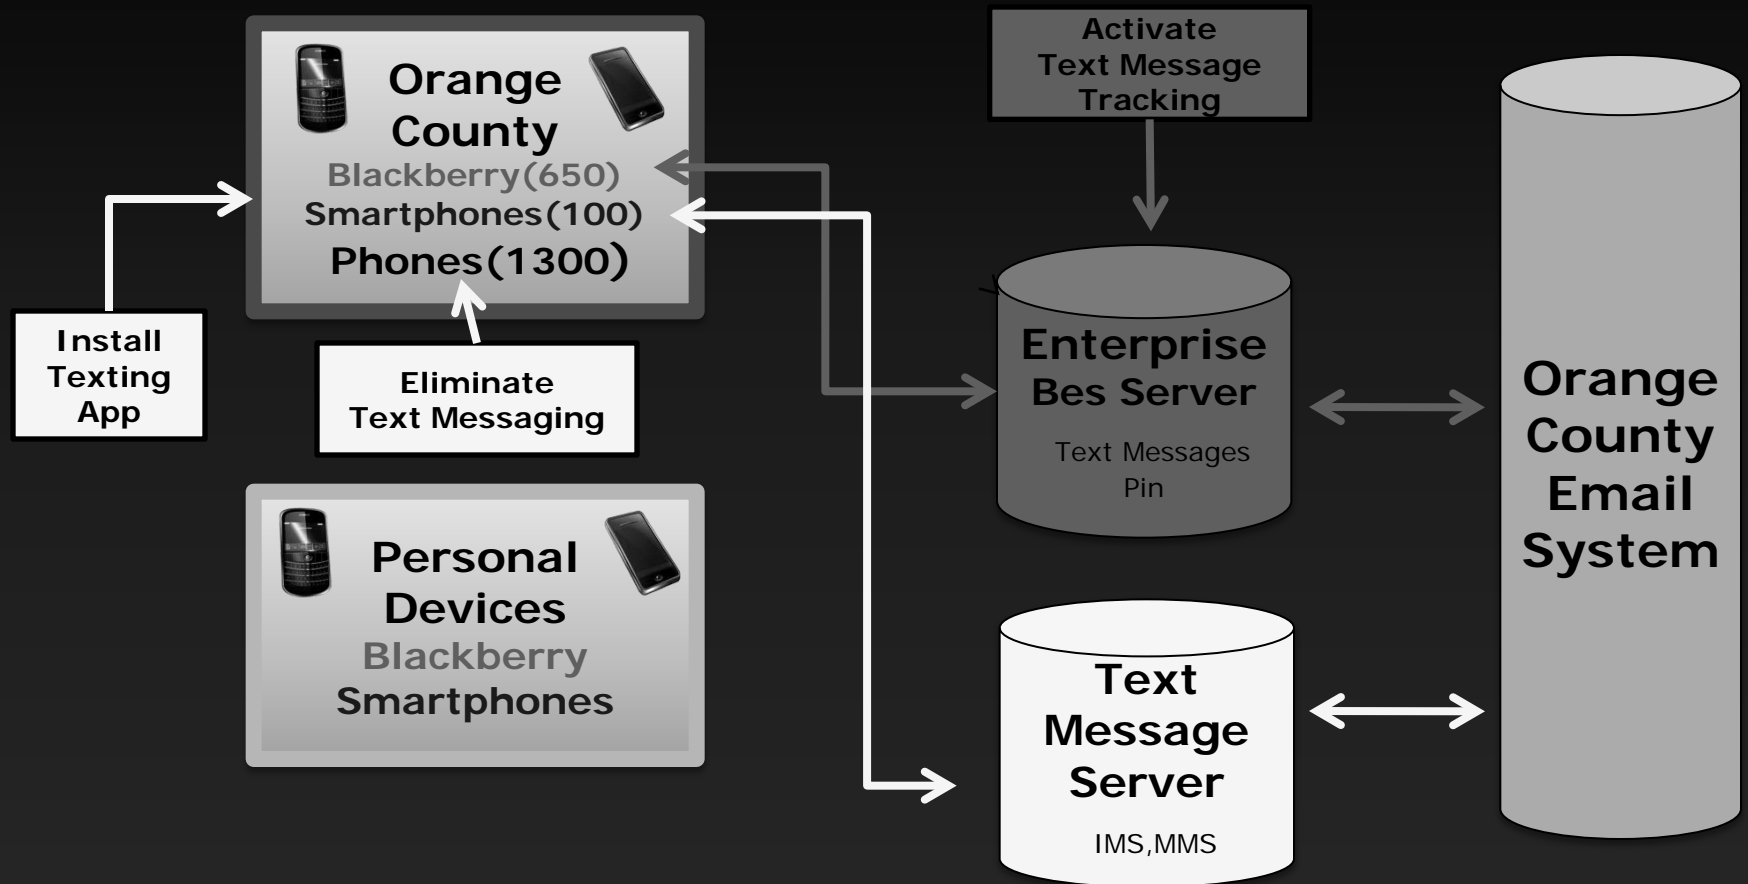 Orange
County
Blackberry(650)
Smartphones(100)
Phones(1300)
Activate
Text Message
Tracking
Install
Texting
App
Eliminate
Text Messaging
Enterprise
Bes Server
Text Messages
Pin
Orange
County
Email
System
Personal
Devices
Blackberry
Smartphones
Text
Message
Server
IMS,MMS